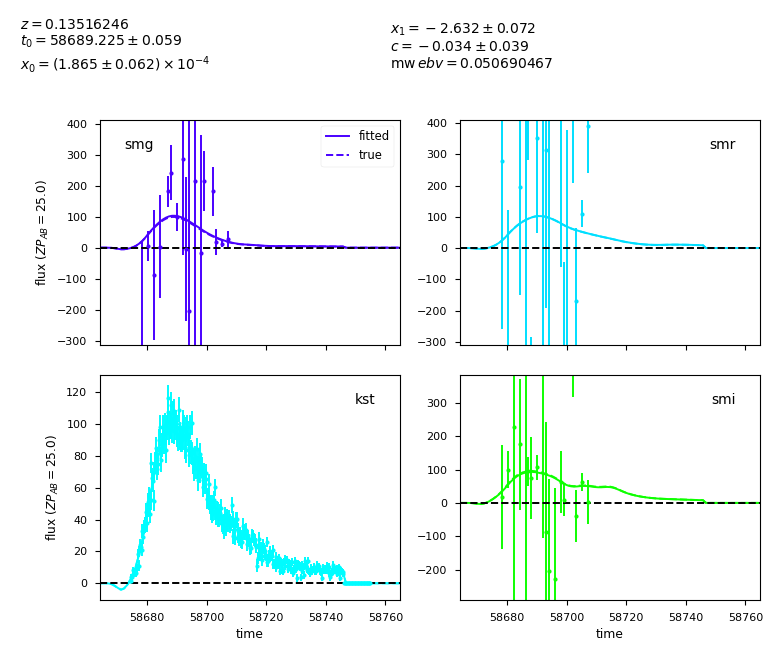 z = 0.13516246
t₀ = 58689.225 ± 0.059
x₀ = (1.865 ± 0.062) × 10⁻⁴
x₁ = −2.632 ± 0.072
c = −0.034 ± 0.039
mw ebv = 0.050690467
smg
fitted
true
400
300
200
100
0
−100
−200
−300
flux (ZP_AB = 25.0)
smr
400
300
200
100
0
−100
−200
−300
kst
120
100
80
60
40
20
0
flux (ZP_AB = 25.0)
58680 58700 58720 58740 58760
time
smi
300
200
100
0
−100
−200
58680 58700 58720 58740 58760
time